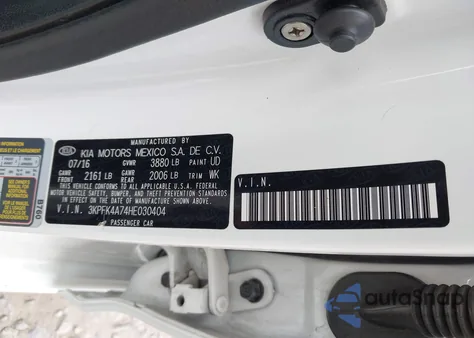 MANUFACTURED BY
KIA KIA MOTORS MEXICO S.A. DE C.V.
07/16 GVWR 3880 LB PAINT UD
GAWR FRONT 2161 LB GAWR REAR 2006 LB TRIM WK
THIS VEHICLE CONFORMS TO ALL APPLICABLE U.S. FEDERAL
MOTOR VEHICLE SAFETY, BUMPER, AND THEFT
PREVENTION STANDARDS IN EFFECT ON THE DATE OF
MANUFACTURE SHOWN ABOVE.
V.I.N. 3KPFK4A74HE030404
PASSENGER CAR
V.I.N.
BT60
autoSnap